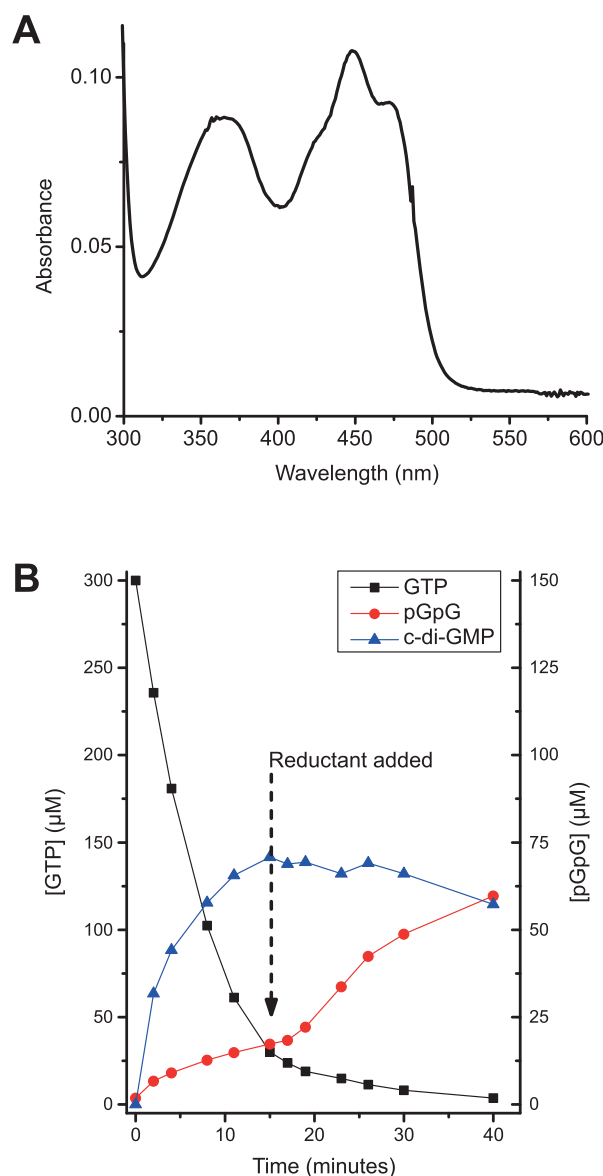 A
0.10
0.05
0.00
Absorbance
300 350 400 450 500 550 600
Wavelength (nm)
B
GTP
pGpG
c-di-GMP
Reductant added
300
250
200
150
100
50
0
[GTP] (µM)
150
125
100
75
50
25
0
[pGpG] (µM)
0 10 20 30 40
Time (minutes)